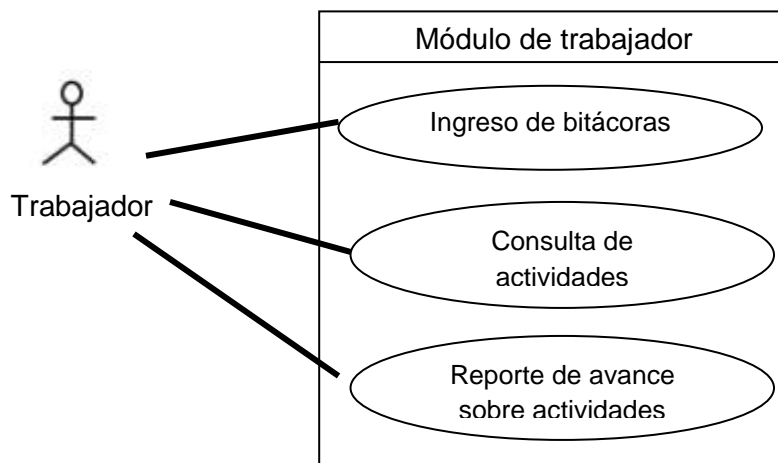 Módulo de trabajador
Ingreso de bitácoras
Trabajador
Consulta de
actividades
Reporte de avance
sobre actividades